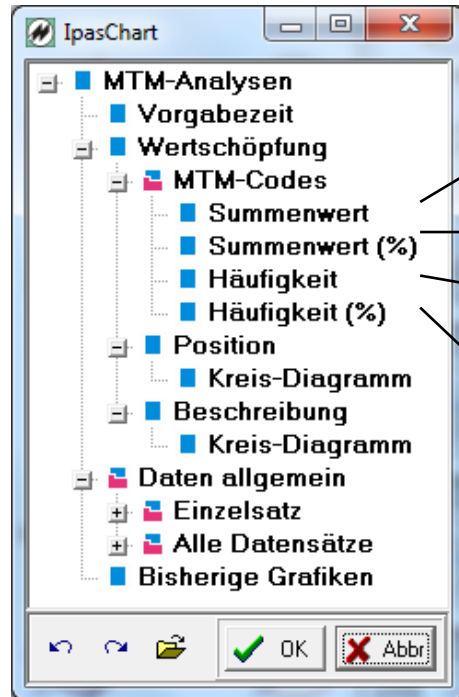 IpasChart
MTM-Analysen
Vorgabezeit
Wertschöpfung
MTM-Codes
Summenwert
Summenwert (%)
Häufigkeit
Häufigkeit (%)
Position
Kreis-Diagramm
Beschreibung
Kreis-Diagramm
Daten allgemein
Einzelsatz
Alle Datensätze
Bisherige Grafiken
OK Abbr